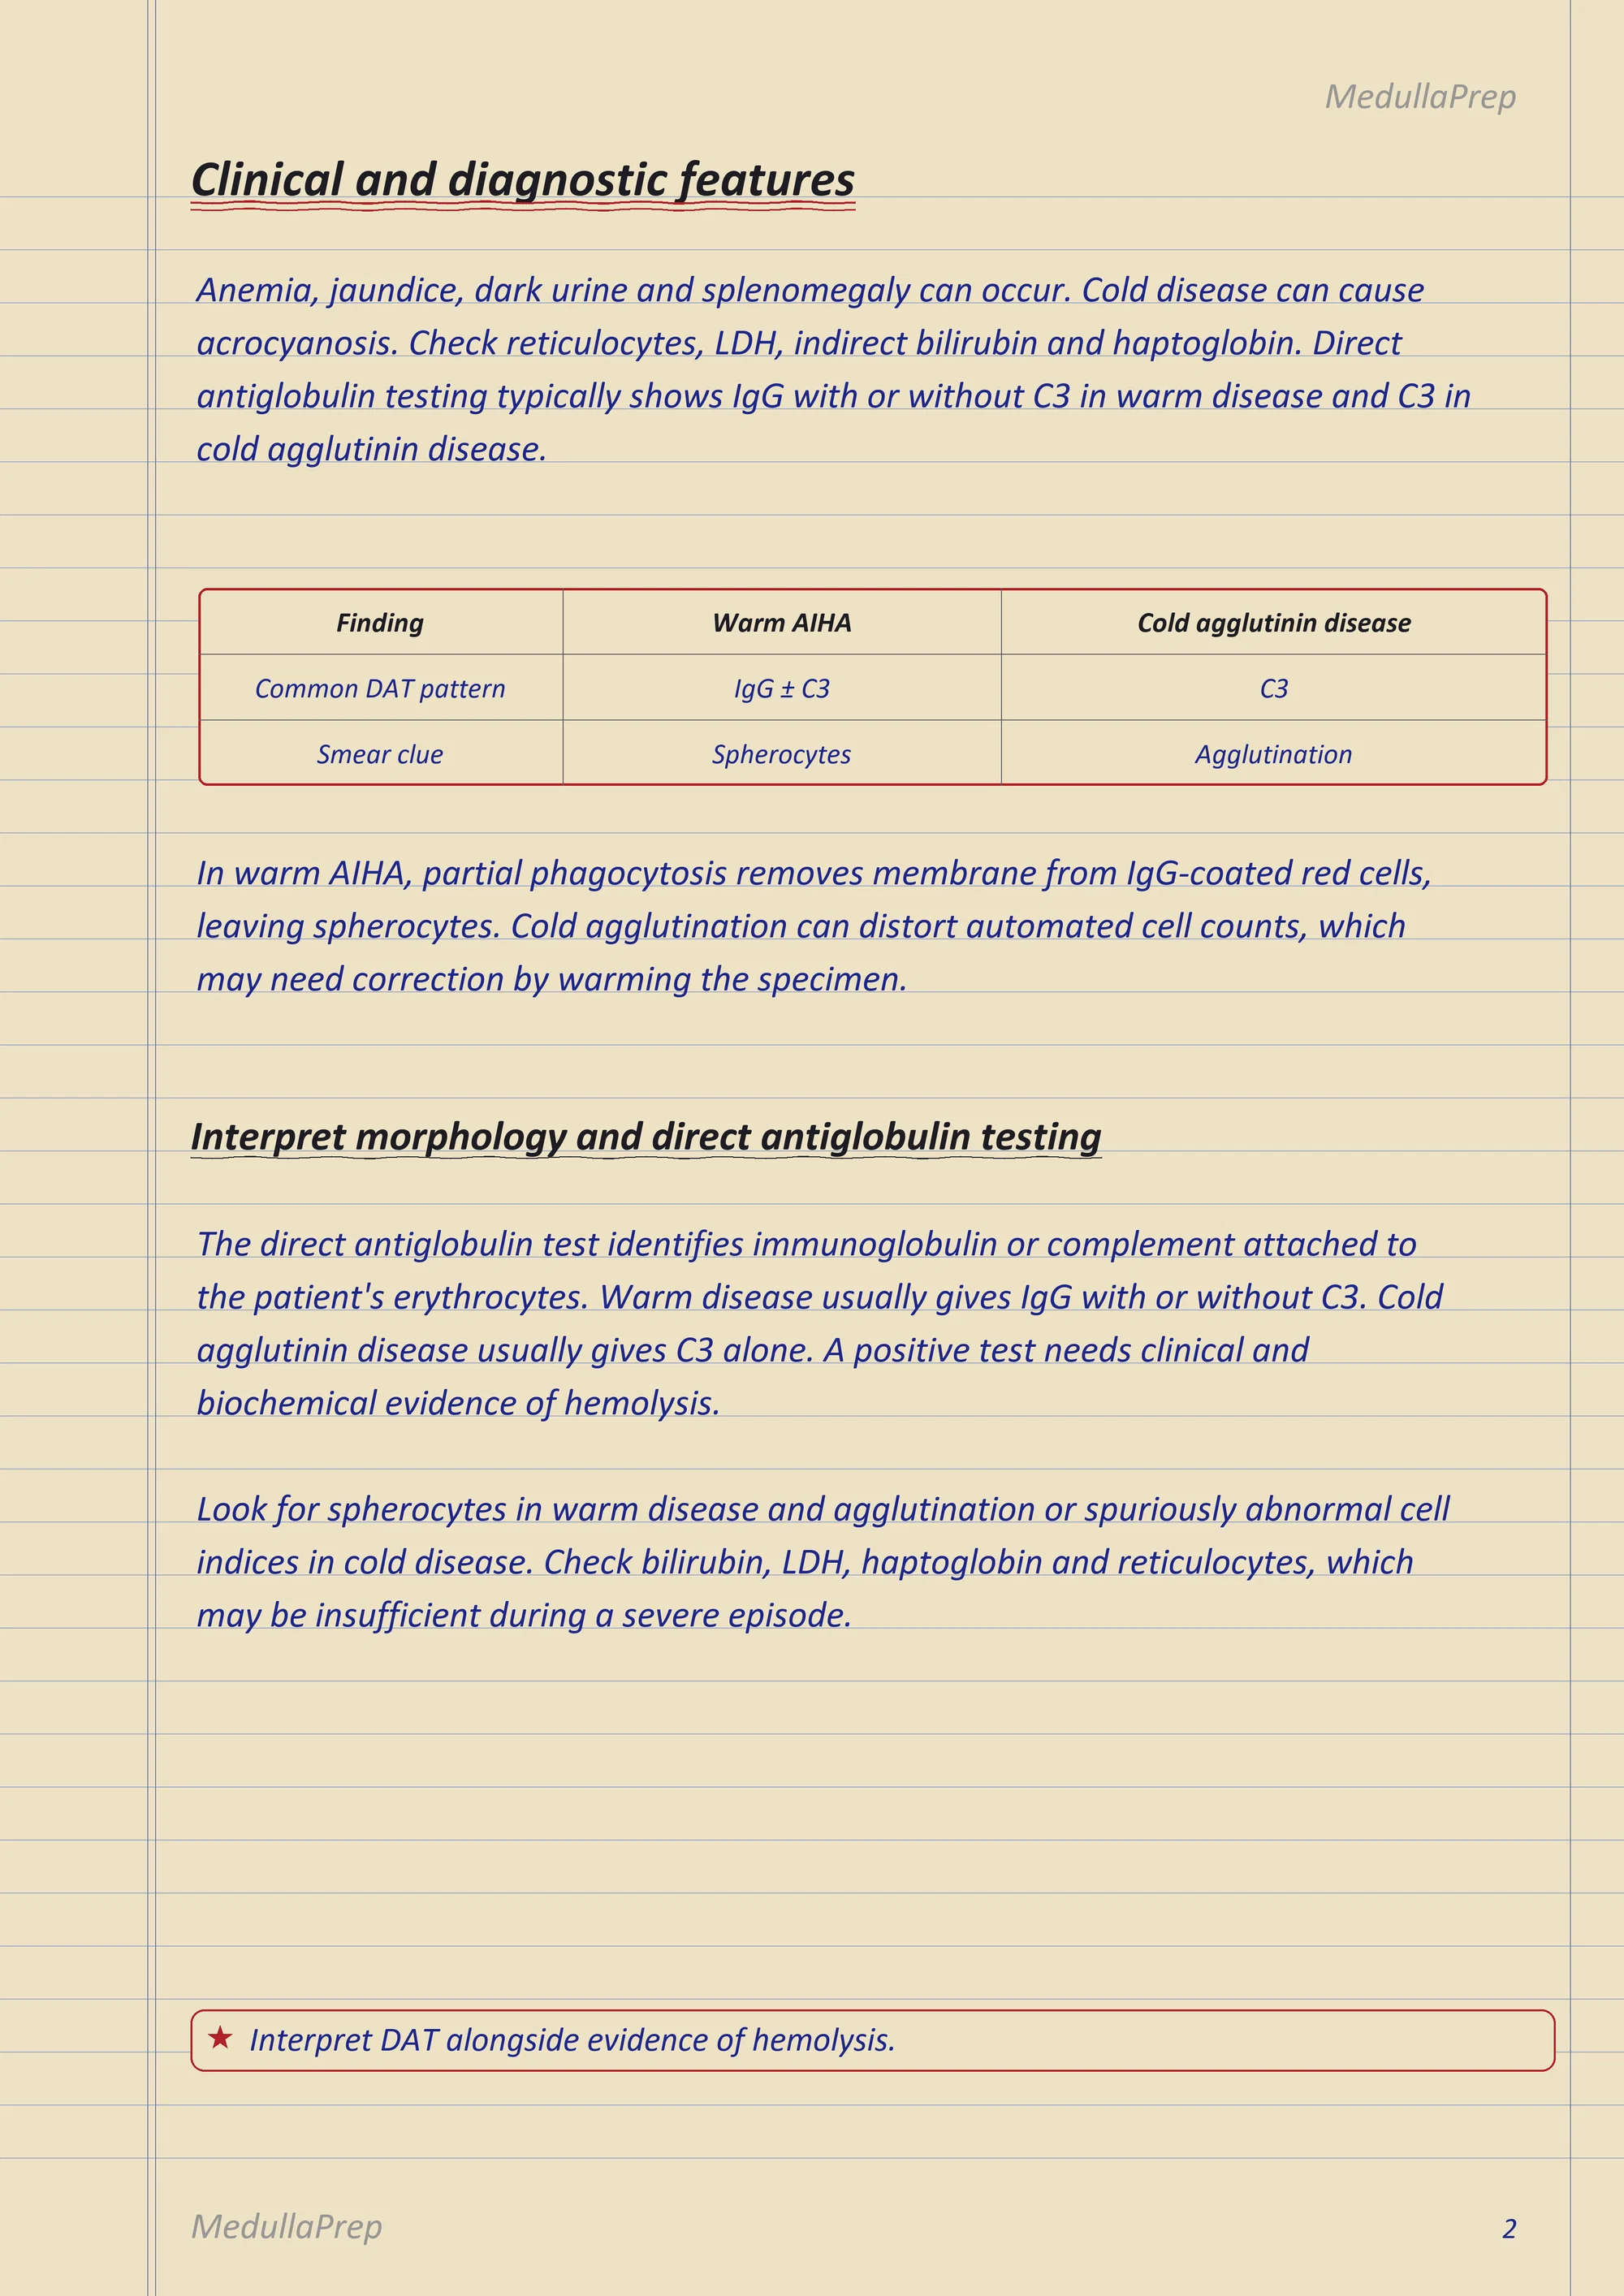 MedullaPrep
Clinical and diagnostic features
Anemia, jaundice, dark urine and splenomegaly can occur. Cold disease can cause
acrocyanosis. Check reticulocytes, LDH, indirect bilirubin and haptoglobin. Direct
antiglobulin testing typically shows IgG with or without C3 in warm disease and C3 in
cold agglutinin disease.
Finding Warm AIHA Cold agglutinin disease
Common DAT pattern IgG ± C3 C3
Smear clue Spherocytes Agglutination
In warm AIHA, partial phagocytosis removes membrane from IgG-coated red cells,
leaving spherocytes. Cold agglutination can distort automated cell counts, which
may need correction by warming the specimen.
Interpret morphology and direct antiglobulin testing
The direct antiglobulin test identifies immunoglobulin or complement attached to
the patient's erythrocytes. Warm disease usually gives IgG with or without C3. Cold
agglutinin disease usually gives C3 alone. A positive test needs clinical and
biochemical evidence of hemolysis.
Look for spherocytes in warm disease and agglutination or spuriously abnormal cell
indices in cold disease. Check bilirubin, LDH, haptoglobin and reticulocytes, which
may be insufficient during a severe episode.
★ Interpret DAT alongside evidence of hemolysis.
MedullaPrep 2